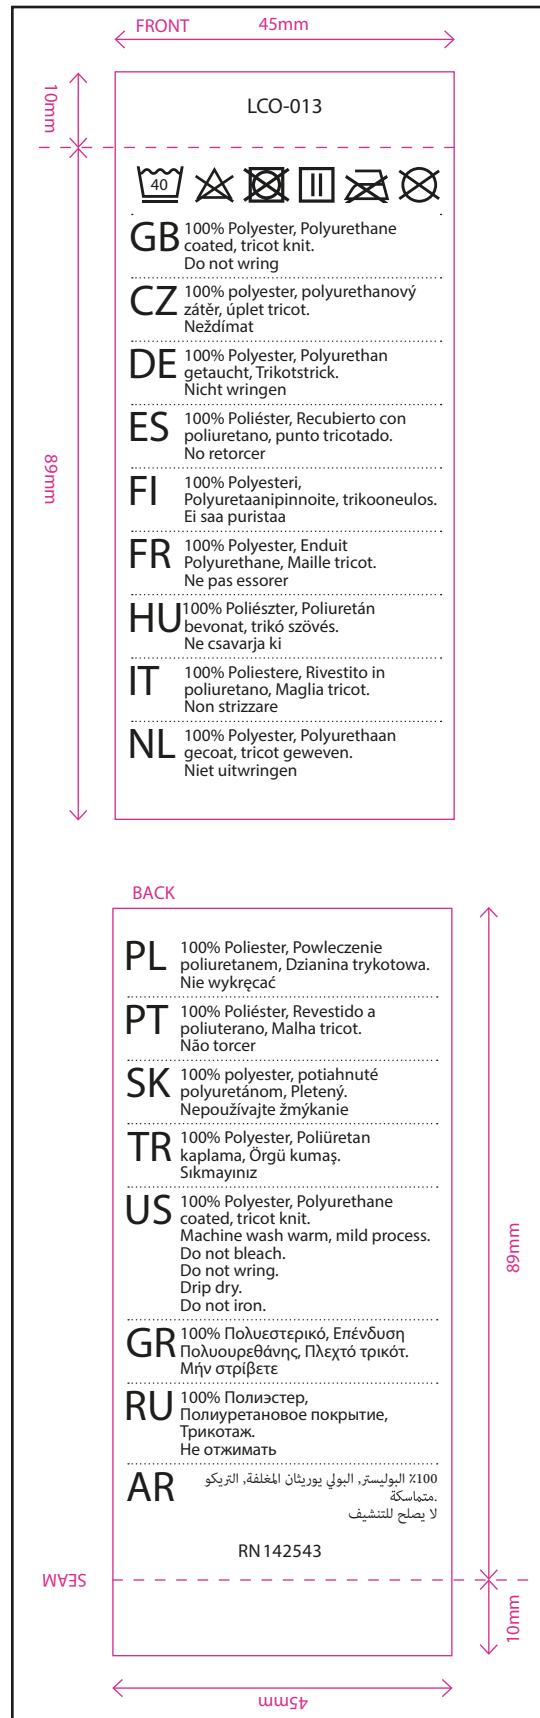 FRONT
45mm
10mm
LCO-013
40
GB 100% Polyester, Polyurethane
coated, tricot knit.
Do not wring
CZ 100% polyester, polyurethanový
zátěr, úplet tricot.
Neždímat
DE 100% Polyester, Polyurethan
getaucht, Trikotstrick.
Nicht wringen
ES 100% Poliéster, Recubierto con
poliuretano, punto tricotado.
No retorcer
89mm
FI 100% Polyesteri,
Polyuretaanipinnoite, trikooneulos.
Ei saa puristaa
FR 100% Polyester, Enduit
Polyurethane, Maille tricot.
Ne pas essorer
HU 100% Poliészter, Poliuretán
bevonat, trikó szövés.
Ne csavarja ki
IT 100% Poliestere, Rivestito in
poliuretano, Maglia tricot.
Non strizzare
NL 100% Polyester, Polyurethaan
gecoat, tricot geweven.
Niet uitwringen
BACK
PL 100% Poliester, Powleczenie
poliuretanem, Dzianina trykotowa.
Nie wykręcać
PT 100% Poliéster, Revestido a
poliuterano, Malha tricot.
Não torcer
SK 100% polyester, potiahnuté
polyuretánom, Pletený.
Nepoužívajte žmýkanie
TR 100% Polyester, Poliüretan
kaplama, Örgü kumaş.
Sıkmayınız
US 100% Polyester, Polyurethane
coated, tricot knit.
Machine wash warm, mild process.
Do not bleach.
Do not wring.
Drip dry.
Do not iron.
89mm
GR 100% Πολυεστερικό, Επένδυση
Πολυουρεθάνης, Πλεχτό τρικότ.
Μήν στρίβετε
RU 100% Полиэстер,
Полиуретановое покрытие,
Трикотаж.
Не отжимать
AR 100٪ البوليستر, البولي يوريثان المغلفة, التريكو
متماسكة.
لا يصلح للتنشيف
RN 142543
SEAM
10mm
45mm